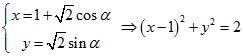 { x = 1 + √2 cos α
y = √2 sin α ⇒ (x − 1)² + y² = 2